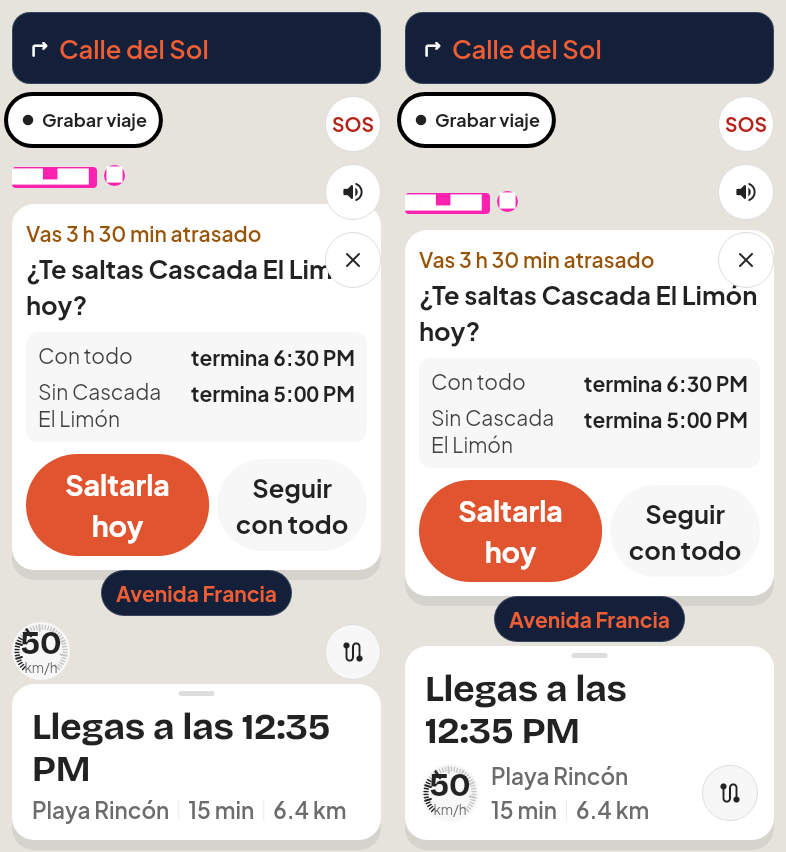 Calle del Sol
Grabar viaje
SOS
Vas 3 h 30 min atrasado
¿Te saltas Cascada El Lim
hoy?
Con todo termina 6:30 PM
Sin Cascada termina 5:00 PM
El Limón
Saltarla
hoy
Seguir
con todo
Avenida Francia
50
km/h
Llegas a las 12:35
PM
Playa Rincón 15 min 6.4 km
Calle del Sol
Grabar viaje
SOS
Vas 3 h 30 min atrasado
¿Te saltas Cascada El Limón
hoy?
Con todo termina 6:30 PM
Sin Cascada termina 5:00 PM
El Limón
Saltarla
hoy
Seguir
con todo
Avenida Francia
Llegas a las
12:35 PM
50
km/h
Playa Rincón
15 min 6.4 km